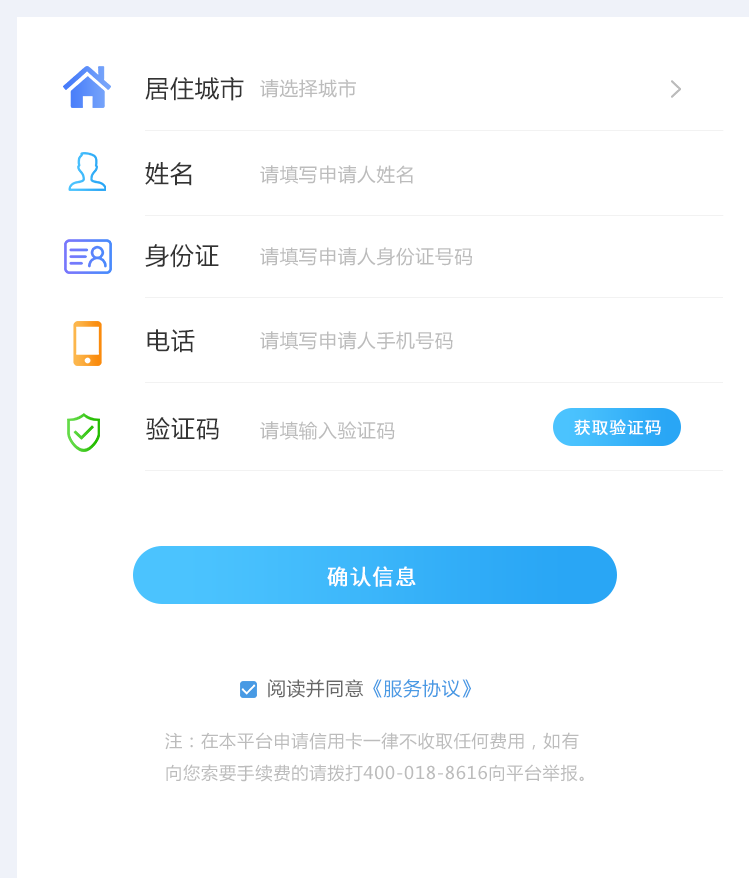 居住城市 请选择城市
姓名 请填写申请人姓名
身份证 请填写申请人身份证号码
电话 请填写申请人手机号码
验证码 请填输入验证码 获取验证码
确认信息
阅读并同意《服务协议》
注：在本平台申请信用卡一律不收取任何费用，如有
向您索要手续费的请拨打400-018-8616向平台举报。